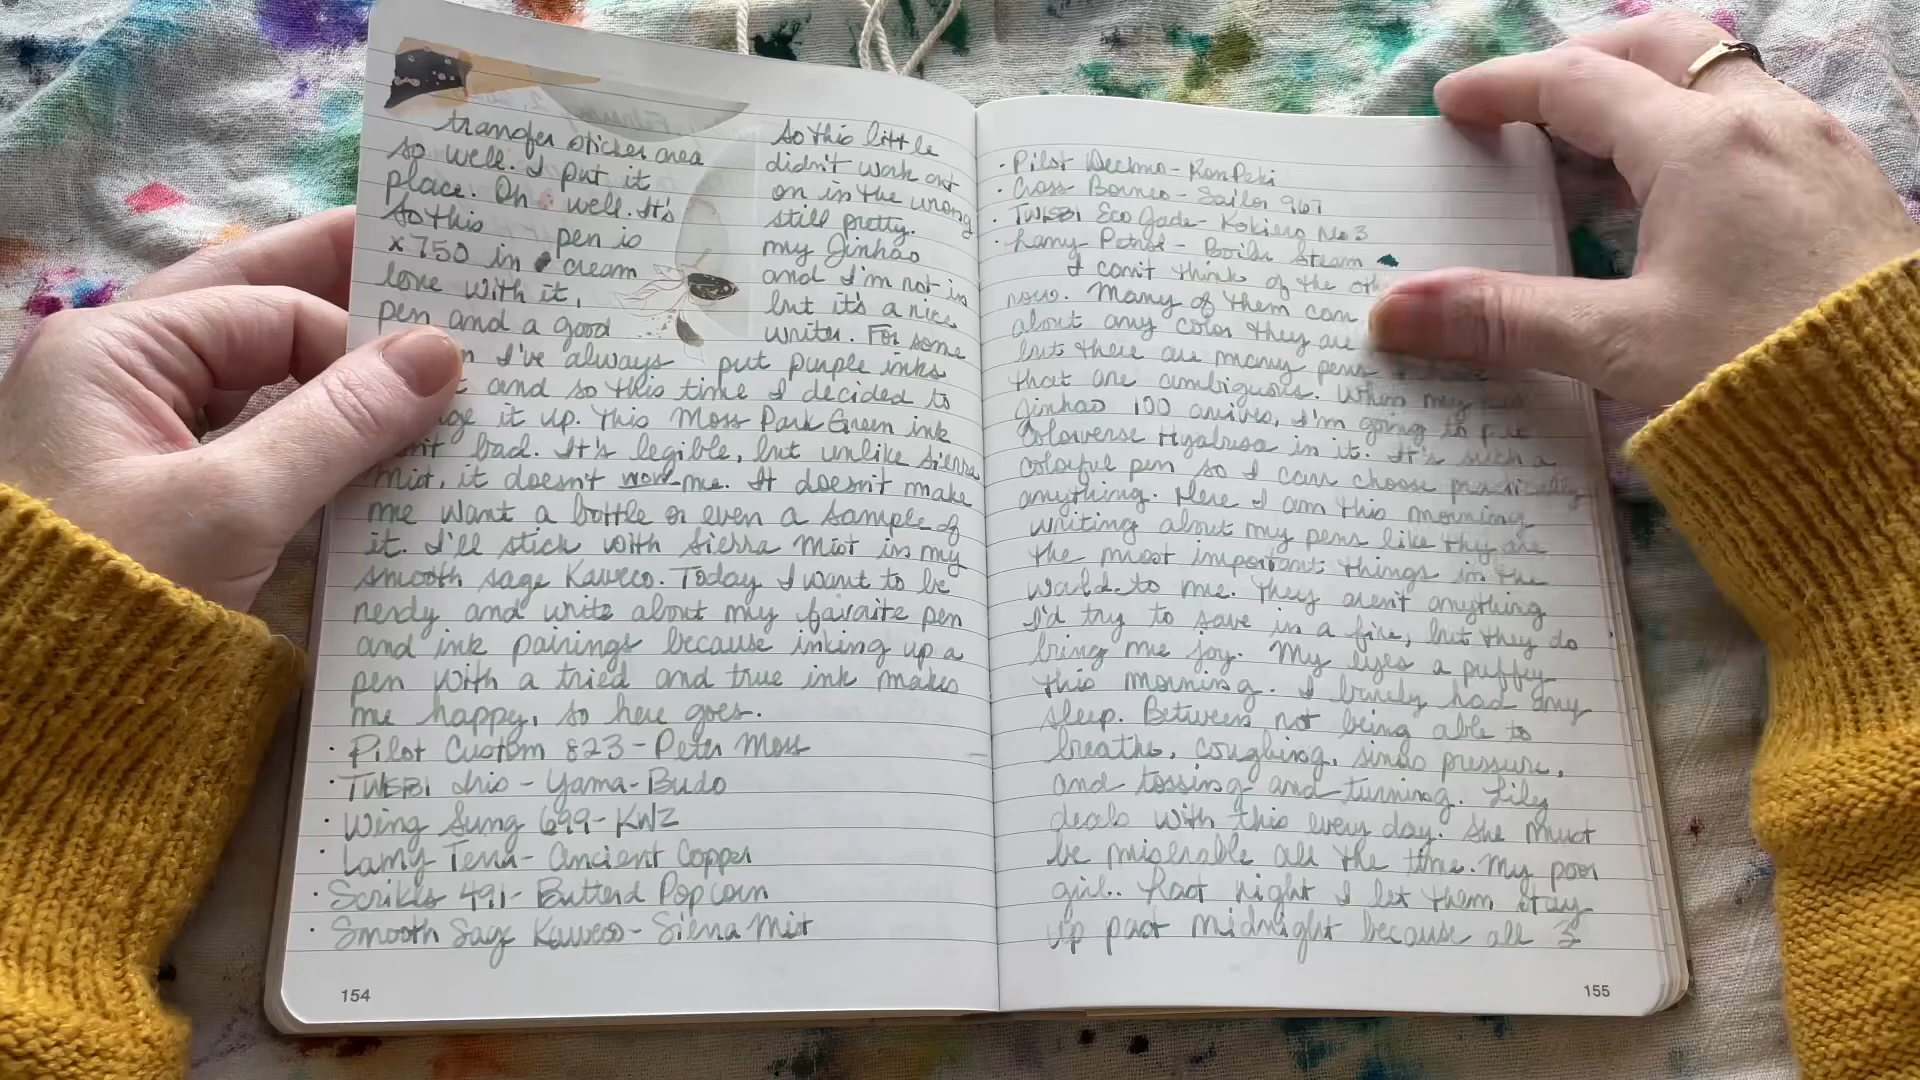 So this little
transfer sticker area didn't work out
so well. I put it on in the wrong
place. Oh well. It's still pretty.
So this pen is my Jinhao
x750 in cream and I'm not in
love with it, but it's a nice
pen and a good writer. For some
n I've always put purple inks
t and so this time I decided to
nge it up. This Moss Park Green ink
n't bad. It's legible, but unlike Sierra
Mist, it doesn't wow me. It doesn't make
me want a bottle or even a sample of
it. I'll stick with Sierra Mist in my
smooth sage Kaweco. Today I want to be
nerdy and write about my favorite pen
and ink pairings because inking up a
pen with a tried and true ink makes
me happy, so here goes.
· Pilot Custom 823 - Peter Moss
· TWSBI Iris - Yama-Budo
· Wing Sung 699 - KWZ
· Lamy Terra - Ancient Copper
· Scrikks 491 - Butterd Popcorn
· Smooth Sage Kaweco - Sierra Mist
154
· Pilot Decimo - Kon Peki
· Cross Borneo - Sailor 967
· TWSBI Eco Jade - Kokiero No 3
· Lamy Petrol - Boiler Steam
I can't think of the oth
now. Many of them can
about any color they are
but there are many pens I have
that are ambiguous. When my
Jinhao 100 arrives, I'm going to put
Colorverse Hyabusa in it. It's such a
colorful pen so I can choose practically
anything. Here I am this morning
writing about my pens like they are
the most important things in the
world to me. They aren't anything
I'd try to save in a fire, but they do
bring me joy. My eyes a puffy
this morning. I barely had any
sleep. Between not being able to
breathe, coughing, sinus pressure,
and tossing and turning. Lily
deals with this every day. She must
be miserable all the time. My poor
girl.. Last night I let them stay
up past midnight because all 3
155